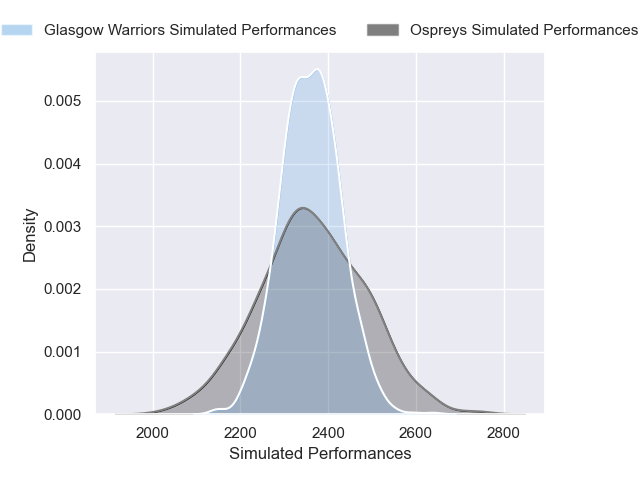 Glasgow Warriors Simulated Performances Ospreys Simulated Performances
0.005
0.004
0.003
0.002
0.001
0.000
Density
2000 2200 2400 2600 2800
Simulated Performances